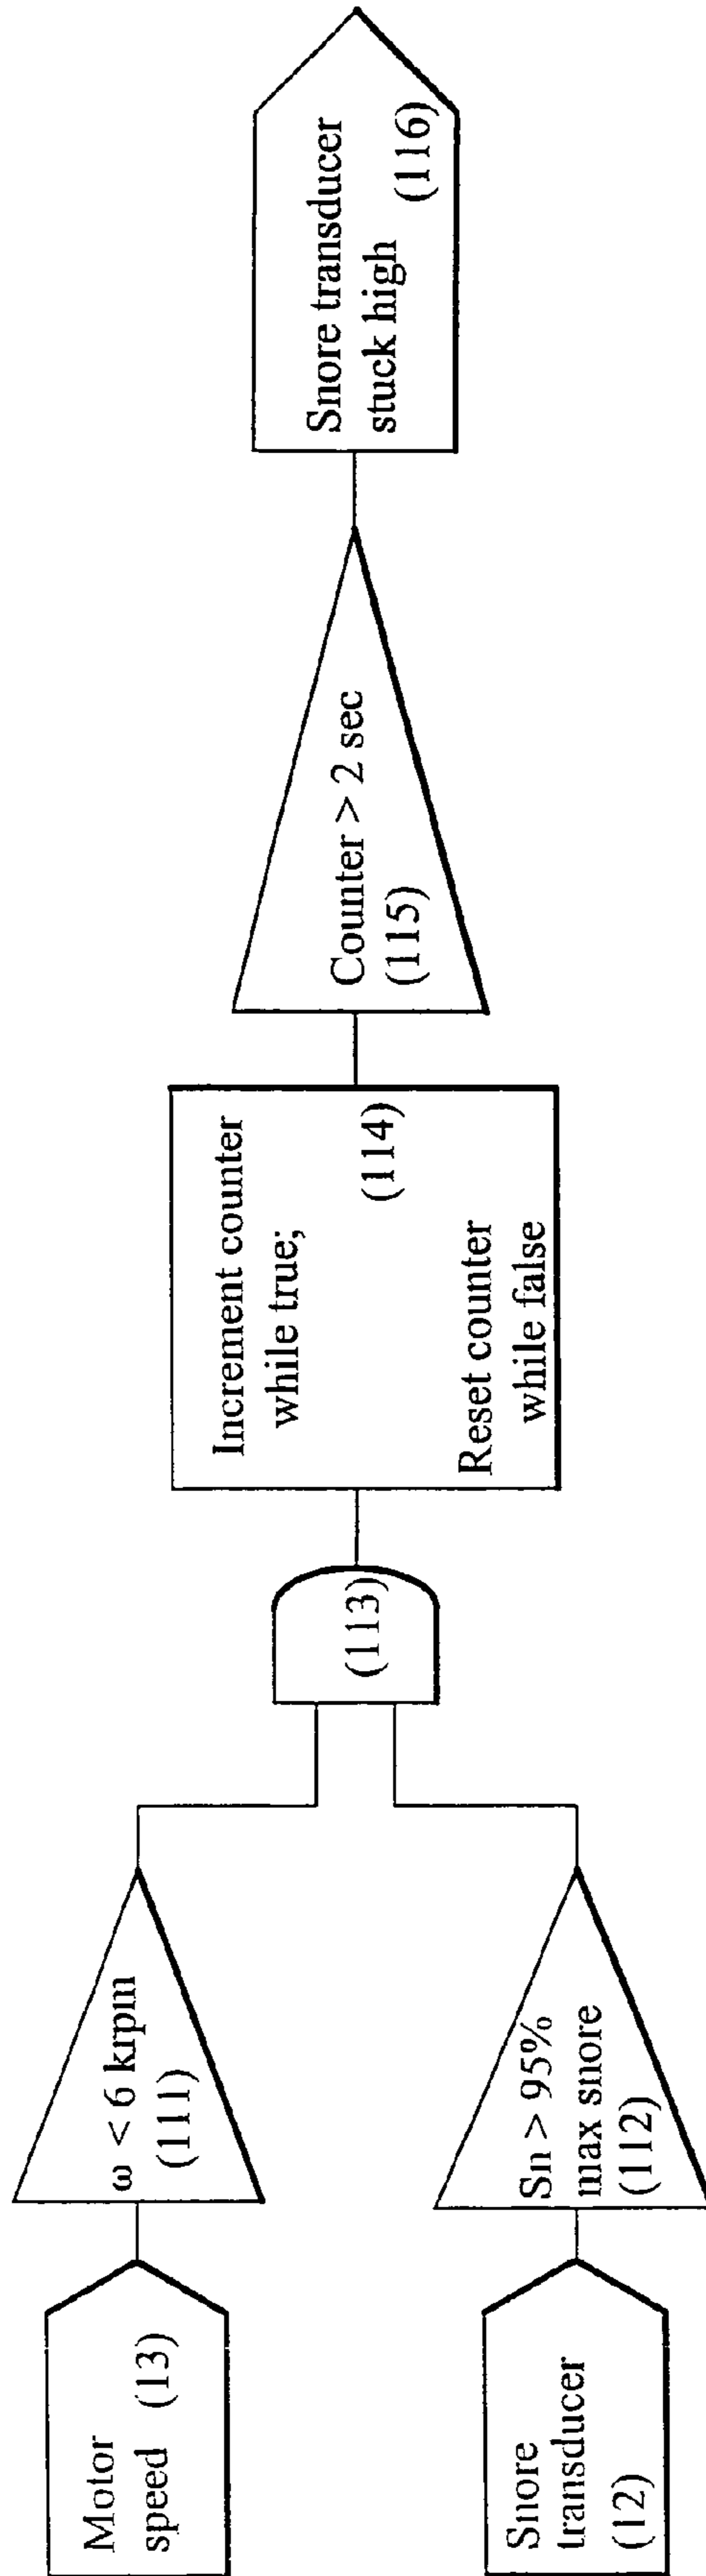 Motor
speed (13)
ω < 6 krpm
(111)
Snore
transducer
(12)
Sn > 95%
max snore
(112)
(113)
Increment counter
while true;
(114)
Reset counter
while false
Counter > 2 sec
(115)
Snore transducer
stuck high
(116)